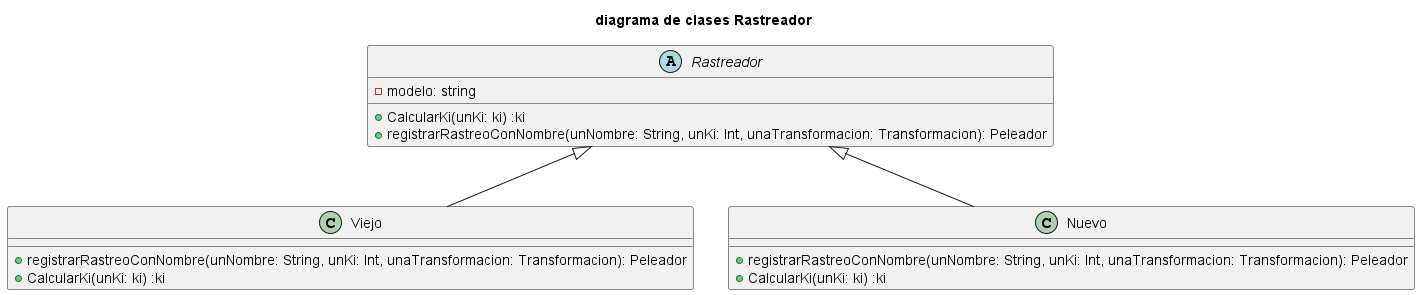 diagrama de clases Rastreador
A Rastreador
modelo: string
CalcularKi(unKi: ki) :ki
registrarRastreoConNombre(unNombre: String, unKi: Int, unaTransformacion: Transformacion): Peleador
C Viejo
registrarRastreoConNombre(unNombre: String, unKi: Int, unaTransformacion: Transformacion): Peleador
CalcularKi(unKi: ki) :ki
C Nuevo
registrarRastreoConNombre(unNombre: String, unKi: Int, unaTransformacion: Transformacion): Peleador
CalcularKi(unKi: ki) :ki